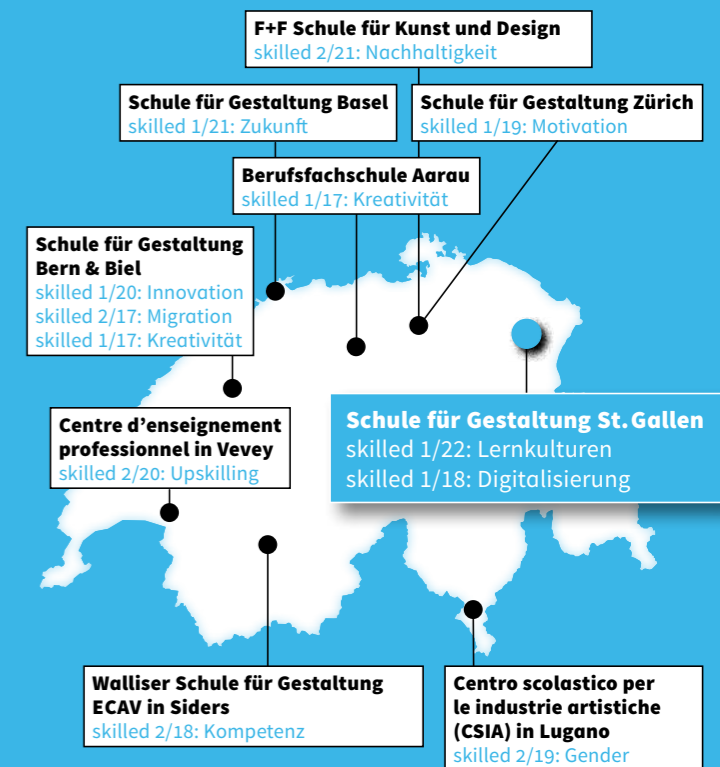 F+F Schule für Kunst und Design
skilled 2/21: Nachhaltigkeit
Schule für Gestaltung Basel
skilled 1/21: Zukunft
Schule für Gestaltung Zürich
skilled 1/19: Motivation
Berufsfachschule Aarau
skilled 1/17: Kreativität
Schule für Gestaltung
Bern & Biel
skilled 1/20: Innovation
skilled 2/17: Migration
skilled 1/17: Kreativität
Schule für Gestaltung St. Gallen
skilled 1/22: Lernkulturen
skilled 1/18: Digitalisierung
Centre d’enseignement
professionnel in Vevey
skilled 2/20: Upskilling
Walliser Schule für Gestaltung
ECAV in Siders
skilled 2/18: Kompetenz
Centro scolastico per
le industrie artistiche
(CSIA) in Lugano
skilled 2/19: Gender